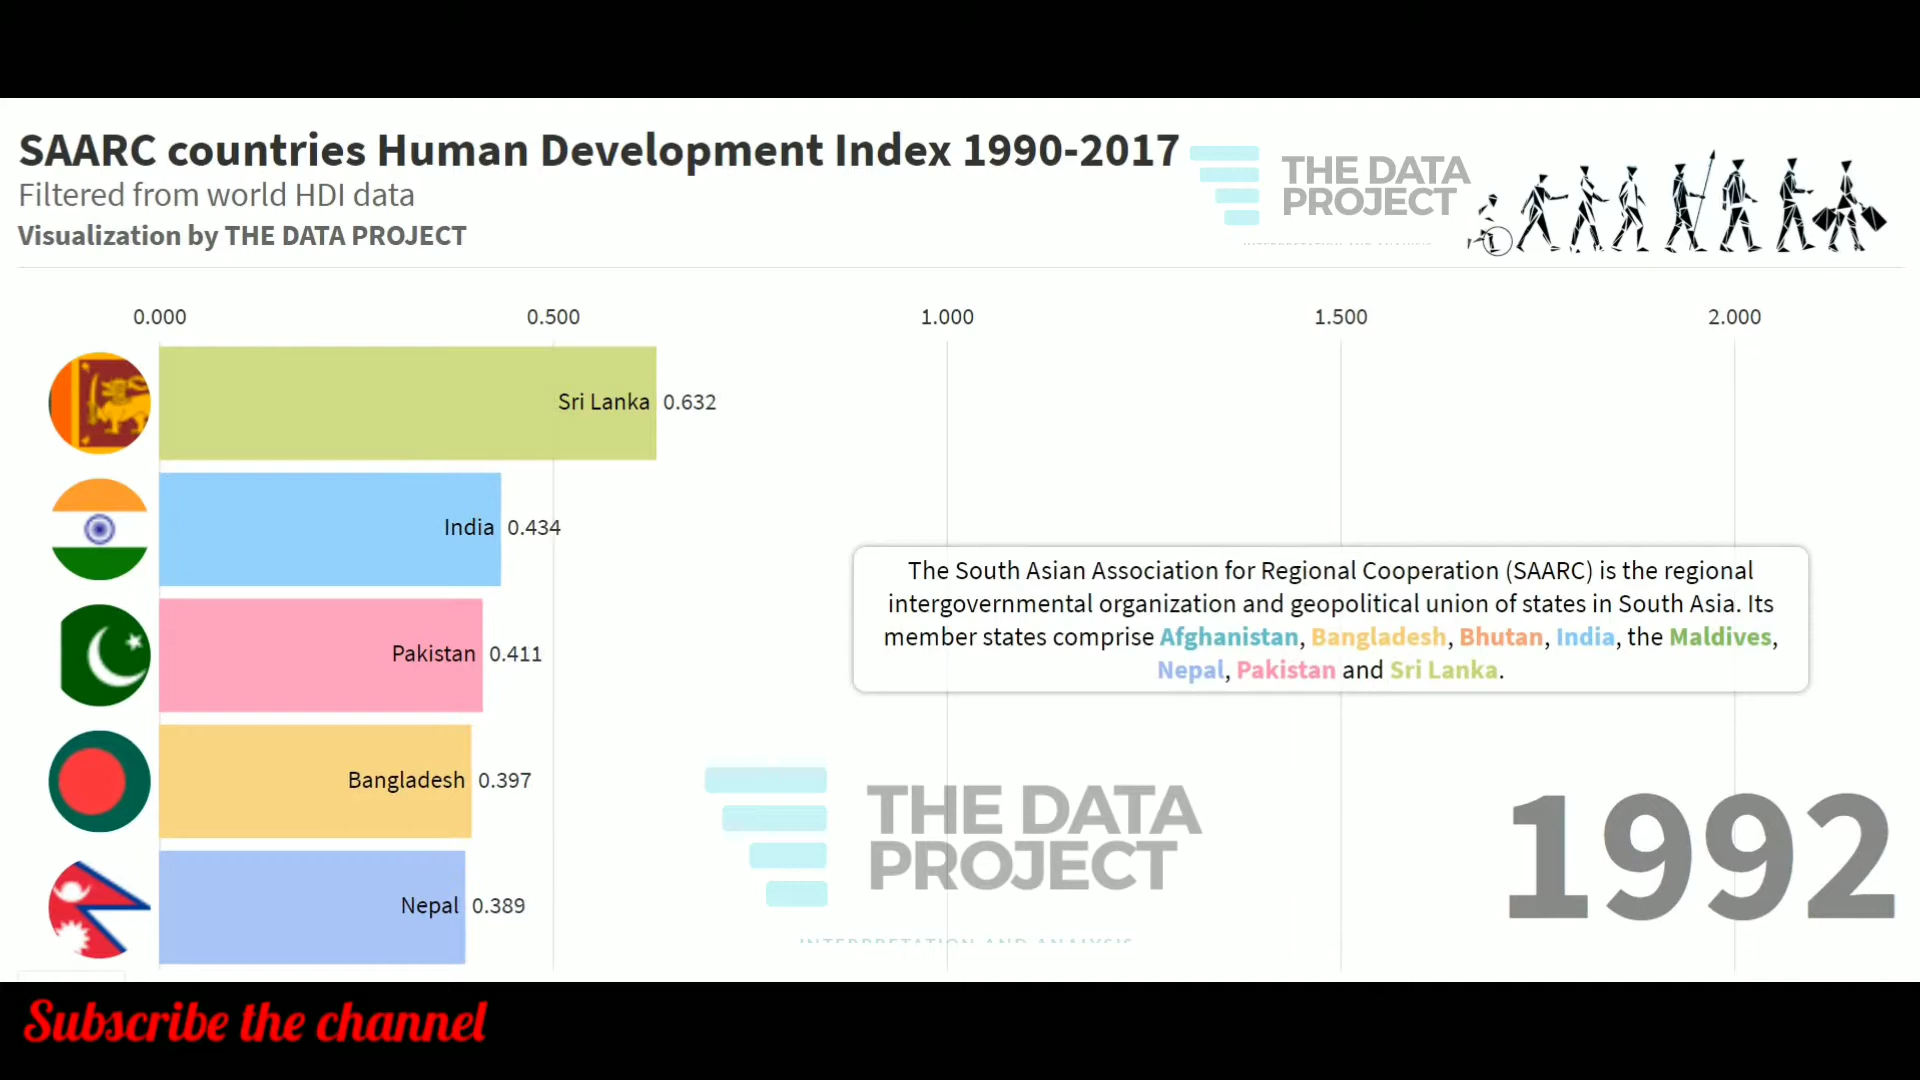 SAARC countries Human Development Index 1990-2017
Filtered from world HDI data
Visualization by THE DATA PROJECT
THE DATA
PROJECT
0.000 0.500 1.000 1.500 2.000
Sri Lanka 0.632
India 0.434
Pakistan 0.411
Bangladesh 0.397
Nepal 0.389
The South Asian Association for Regional Cooperation (SAARC) is the regional
intergovernmental organization and geopolitical union of states in South Asia. Its
member states comprise Afghanistan, Bangladesh, Bhutan, India, the Maldives,
Nepal, Pakistan and Sri Lanka.
THE DATA
PROJECT
1992
Subscribe the channel